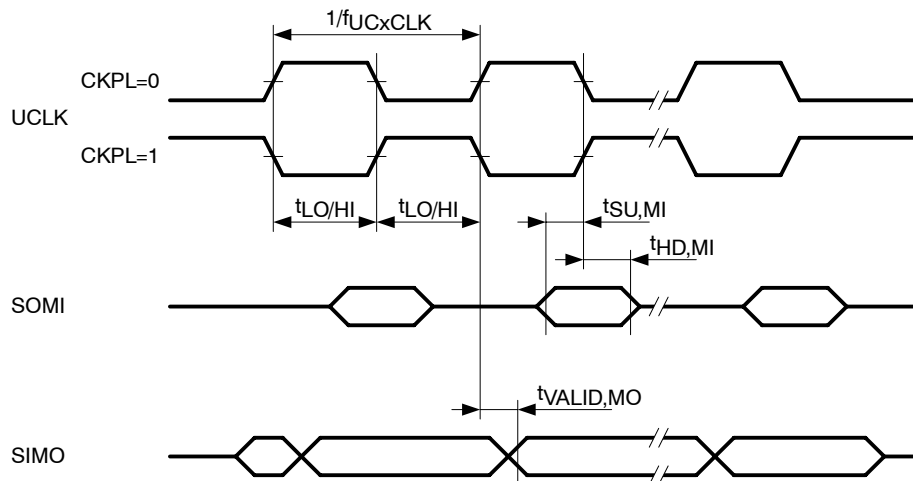 1/fUCxCLK
CKPL=0
UCLK
CKPL=1
tLO/HI tLO/HI tSU,MI
tHD,MI
SOMI
tVALID,MO
SIMO